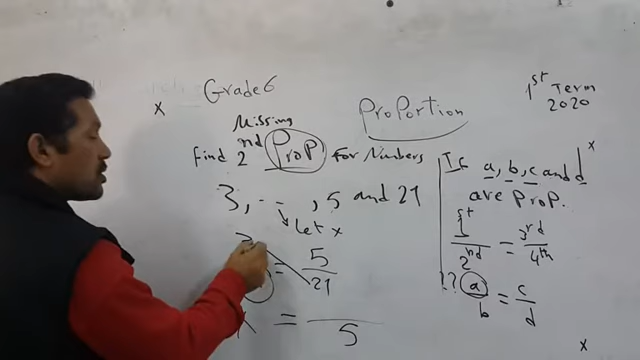 Grade 6
Proportion
1st Term
2020
x
Missing
Find 2nd Prop For Numbers
3, -- , 5 and 21
Let x
3
= 5/21
x = /5
If a, b, c and d
are Prop.
1st/2nd = 3rd/4th
?? a/b = c/d
x
x